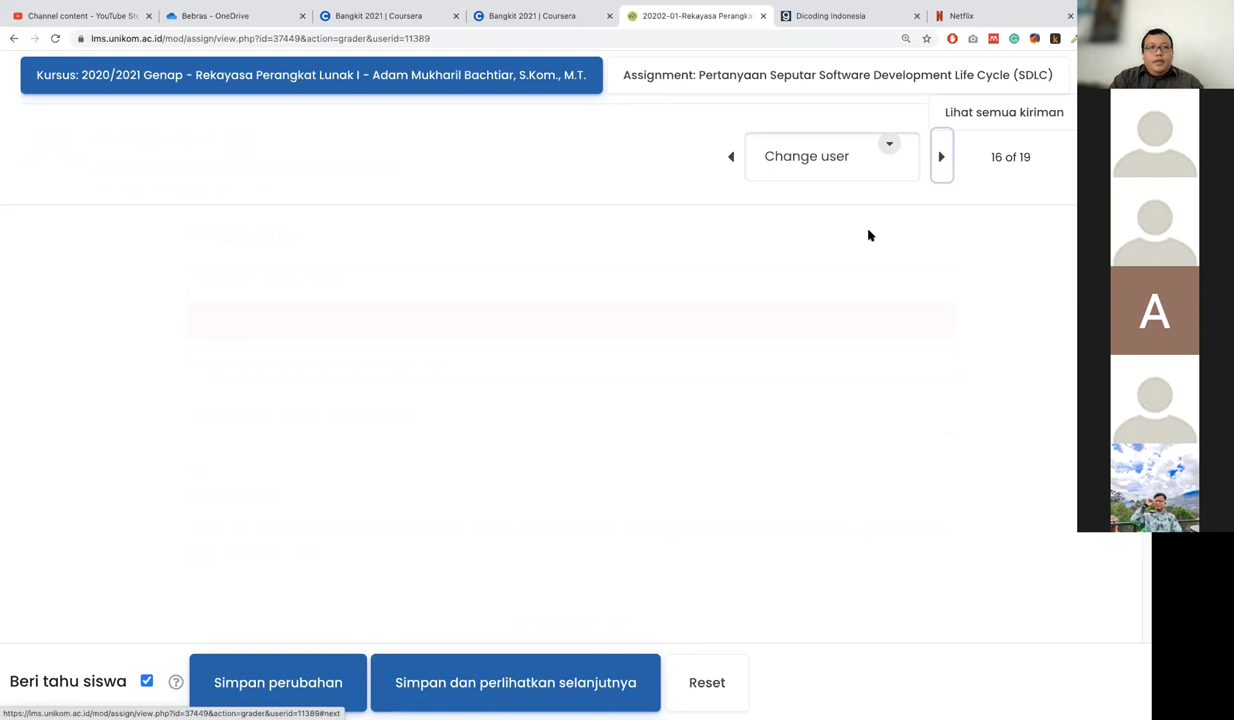 Channel content - YouTube St
Bebras - OneDrive
Bangkit 2021 | Coursera
Bangkit 2021 | Coursera
20202-01-Rekayasa Perangka
Dicoding Indonesia
Netflix
lms.unikom.ac.id/mod/assign/view.php?id=37449&action=grader&userid=11389
Kursus: 2020/2021 Genap - Rekayasa Perangkat Lunak I - Adam Mukharil Bachtiar, S.Kom., M.T.
Assignment: Pertanyaan Seputar Software Development Life Cycle (SDLC)
Lihat semua kiriman
Change user
16 of 19
A
Beri tahu siswa
Simpan perubahan
Simpan dan perlihatkan selanjutnya
Reset
https://lms.unikom.ac.id/mod/assign/view.php?id=37449&action=grader&userid=11389#next